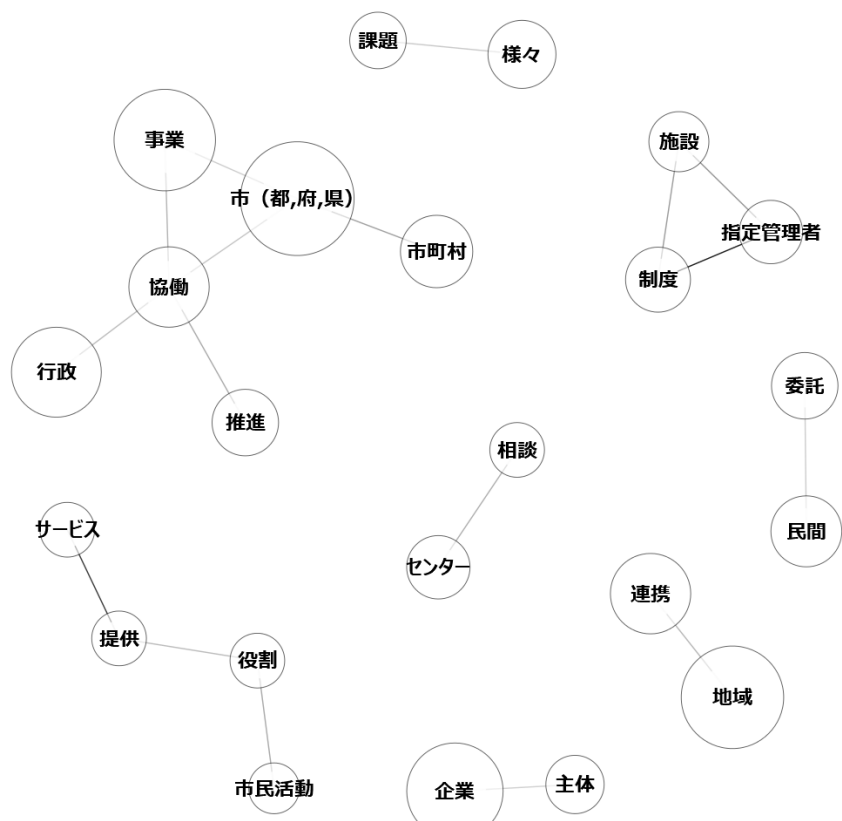 課題
様々
事業
施設
市（都,府,県）
指定管理者
市町村
制度
協働
行政
委託
推進
相談
サービス
民間
センター
連携
提供
役割
地域
市民活動
企業
主体